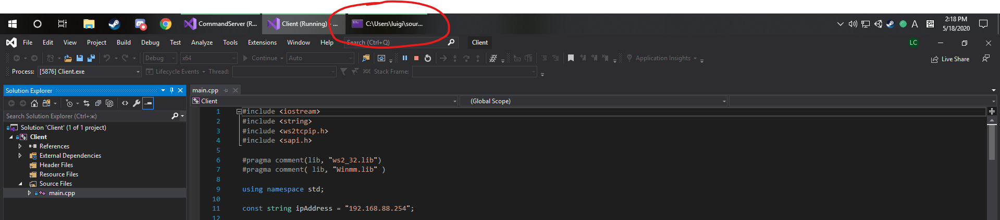 CommandServer (R...
Client (Running) - ...
C:\Users\luigi\sour...
A
한
2:18 PM
5/18/2020
File Edit View Project Build Debug Test Analyze Tools Extensions Window Help
Search (Ctrl+Q)
Client
LC
Debug
x64
Continue
Auto
Application Insights
Live Share
Process: [5876] Client.exe
Lifecycle Events
Thread:
Stack Frame:
Solution Explorer
Search Solution Explorer (Ctrl+ж)
Solution 'Client' (1 of 1 project)
Client
References
External Dependencies
Header Files
Resource Files
Source Files
main.cpp
main.cpp
Client
(Global Scope)
1 #include <iostream>
2 #include <string>
3 #include <ws2tcpip.h>
4 #include <sapi.h>
5
6 #pragma comment(lib, "ws2_32.lib")
7 #pragma comment( lib, "Winmm.lib" )
8
9 using namespace std;
10
11 const string ipAddress = "192.168.88.254";
12